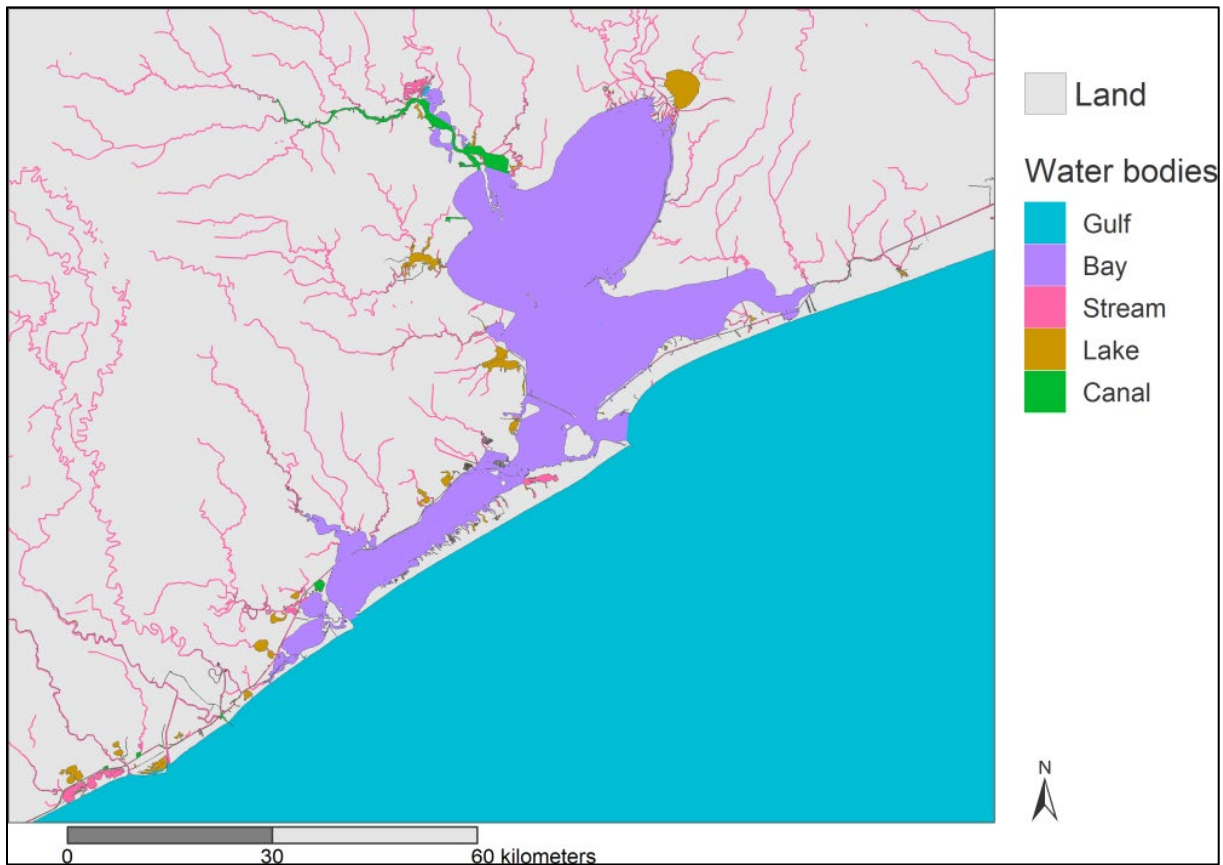 Land
Water bodies
Gulf
Bay
Stream
Lake
Canal
N
0 30 60 kilometers